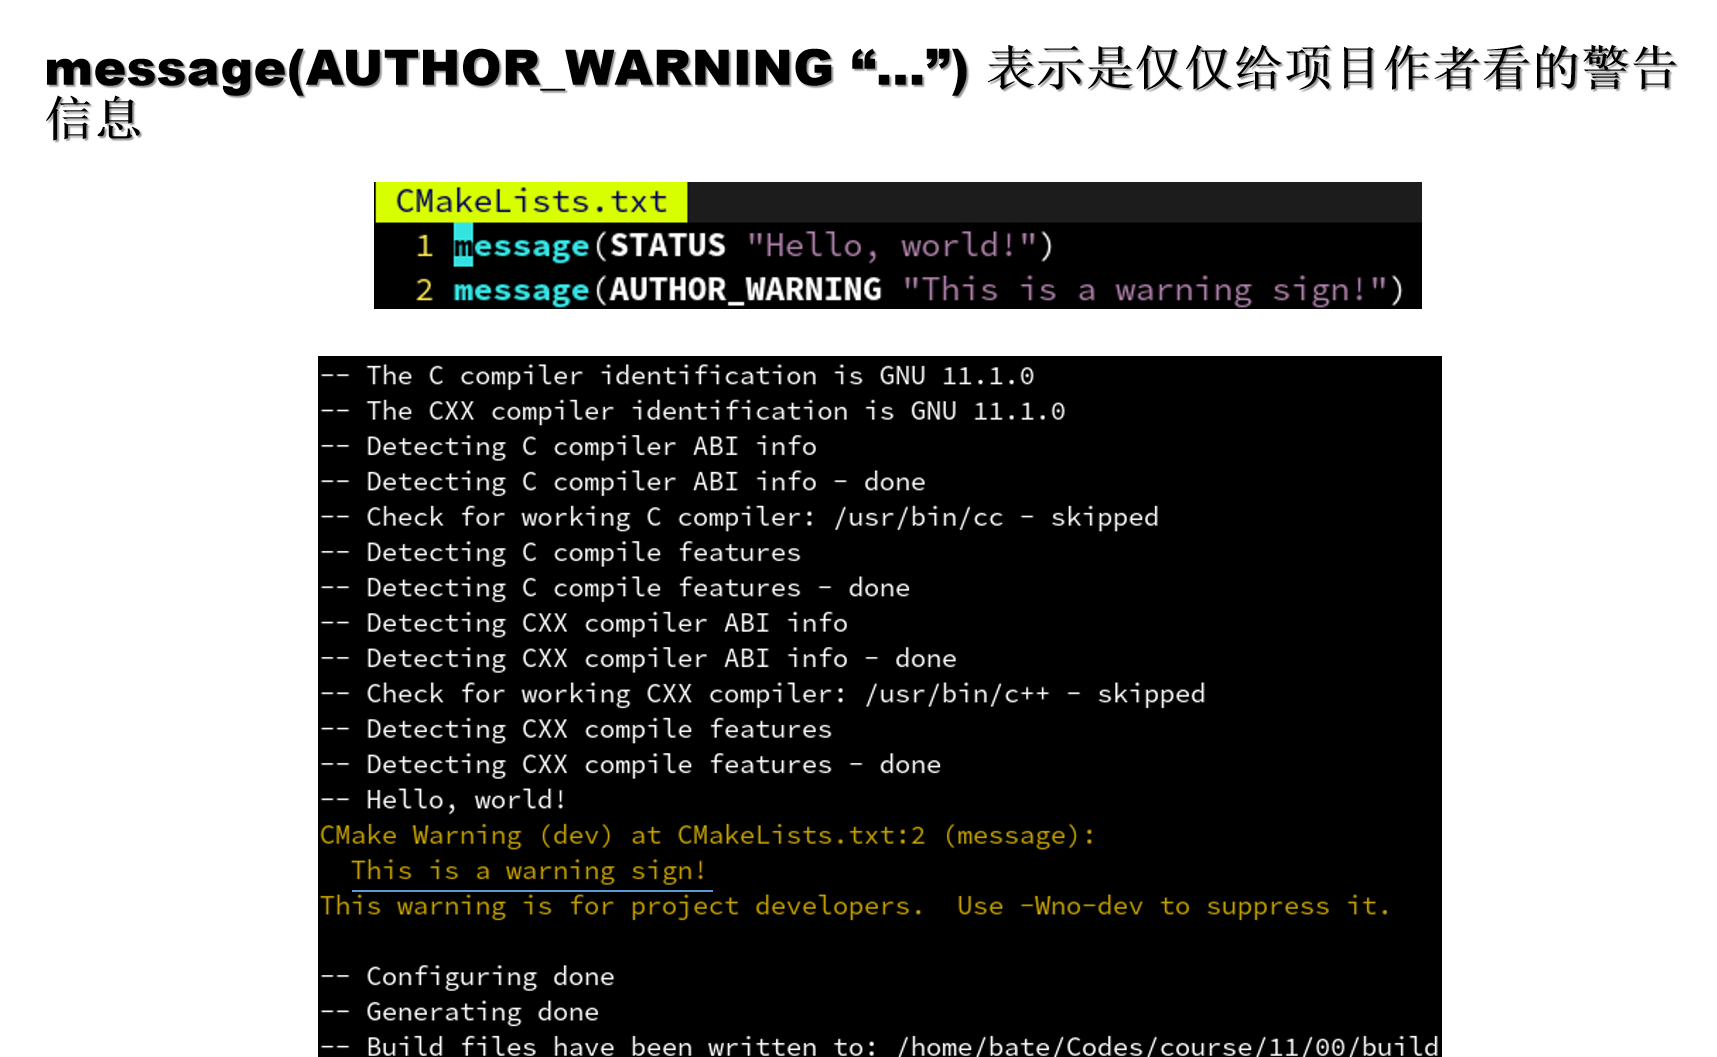 message(AUTHOR_WARNING “...”) 表示是仅仅给项目作者看的警告
信息
CMakeLists.txt
1 message(STATUS "Hello, world!")
2 message(AUTHOR_WARNING "This is a warning sign!")
-- The C compiler identification is GNU 11.1.0
-- The CXX compiler identification is GNU 11.1.0
-- Detecting C compiler ABI info
-- Detecting C compiler ABI info - done
-- Check for working C compiler: /usr/bin/cc - skipped
-- Detecting C compile features
-- Detecting C compile features - done
-- Detecting CXX compiler ABI info
-- Detecting CXX compiler ABI info - done
-- Check for working CXX compiler: /usr/bin/c++ - skipped
-- Detecting CXX compile features
-- Detecting CXX compile features - done
-- Hello, world!
CMake Warning (dev) at CMakeLists.txt:2 (message):
  This is a warning sign!
This warning is for project developers.  Use -Wno-dev to suppress it.
-- Configuring done
-- Generating done
-- Build files have been written to: /home/bate/Codes/course/11/00/build